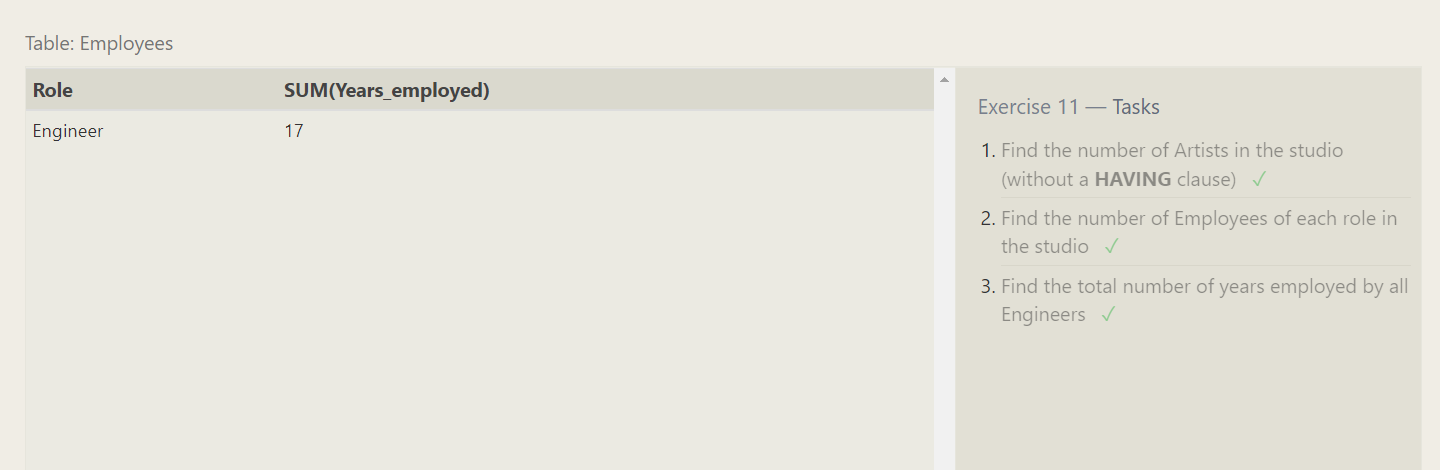 Table: Employees
Role SUM(Years_employed)
Engineer 17
Exercise 11 — Tasks
1. Find the number of Artists in the studio
(without a HAVING clause) ✓
2. Find the number of Employees of each role in
the studio ✓
3. Find the total number of years employed by all
Engineers ✓